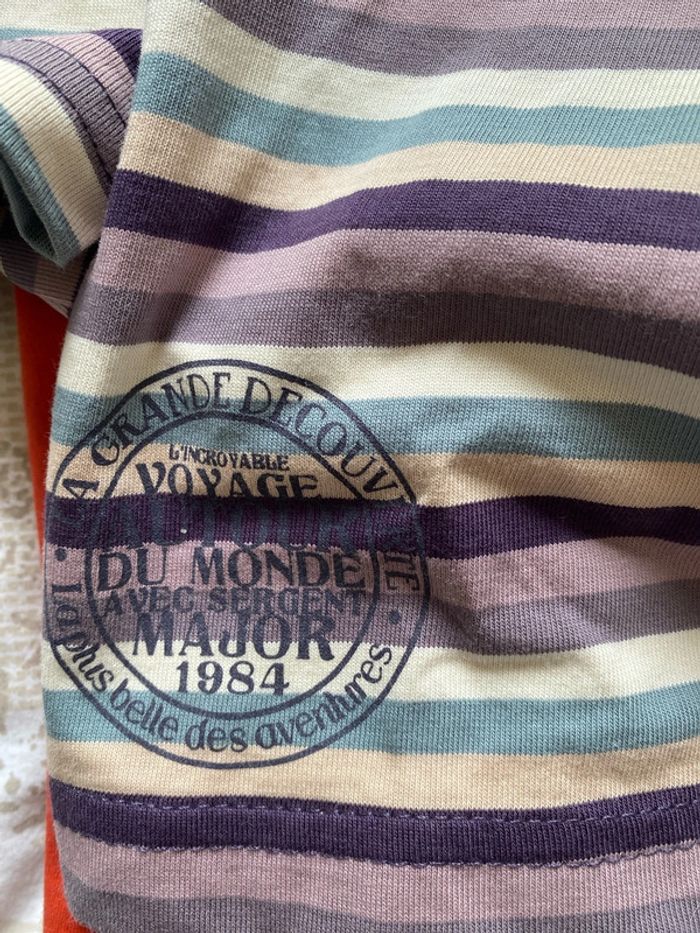 LA GRANDE DECOUVERTE
L'INCROYABLE
VOYAGE
AUTOUR
DU MONDE
AVEC SERGENT
MAJOR
1984
la plus belle des aventures